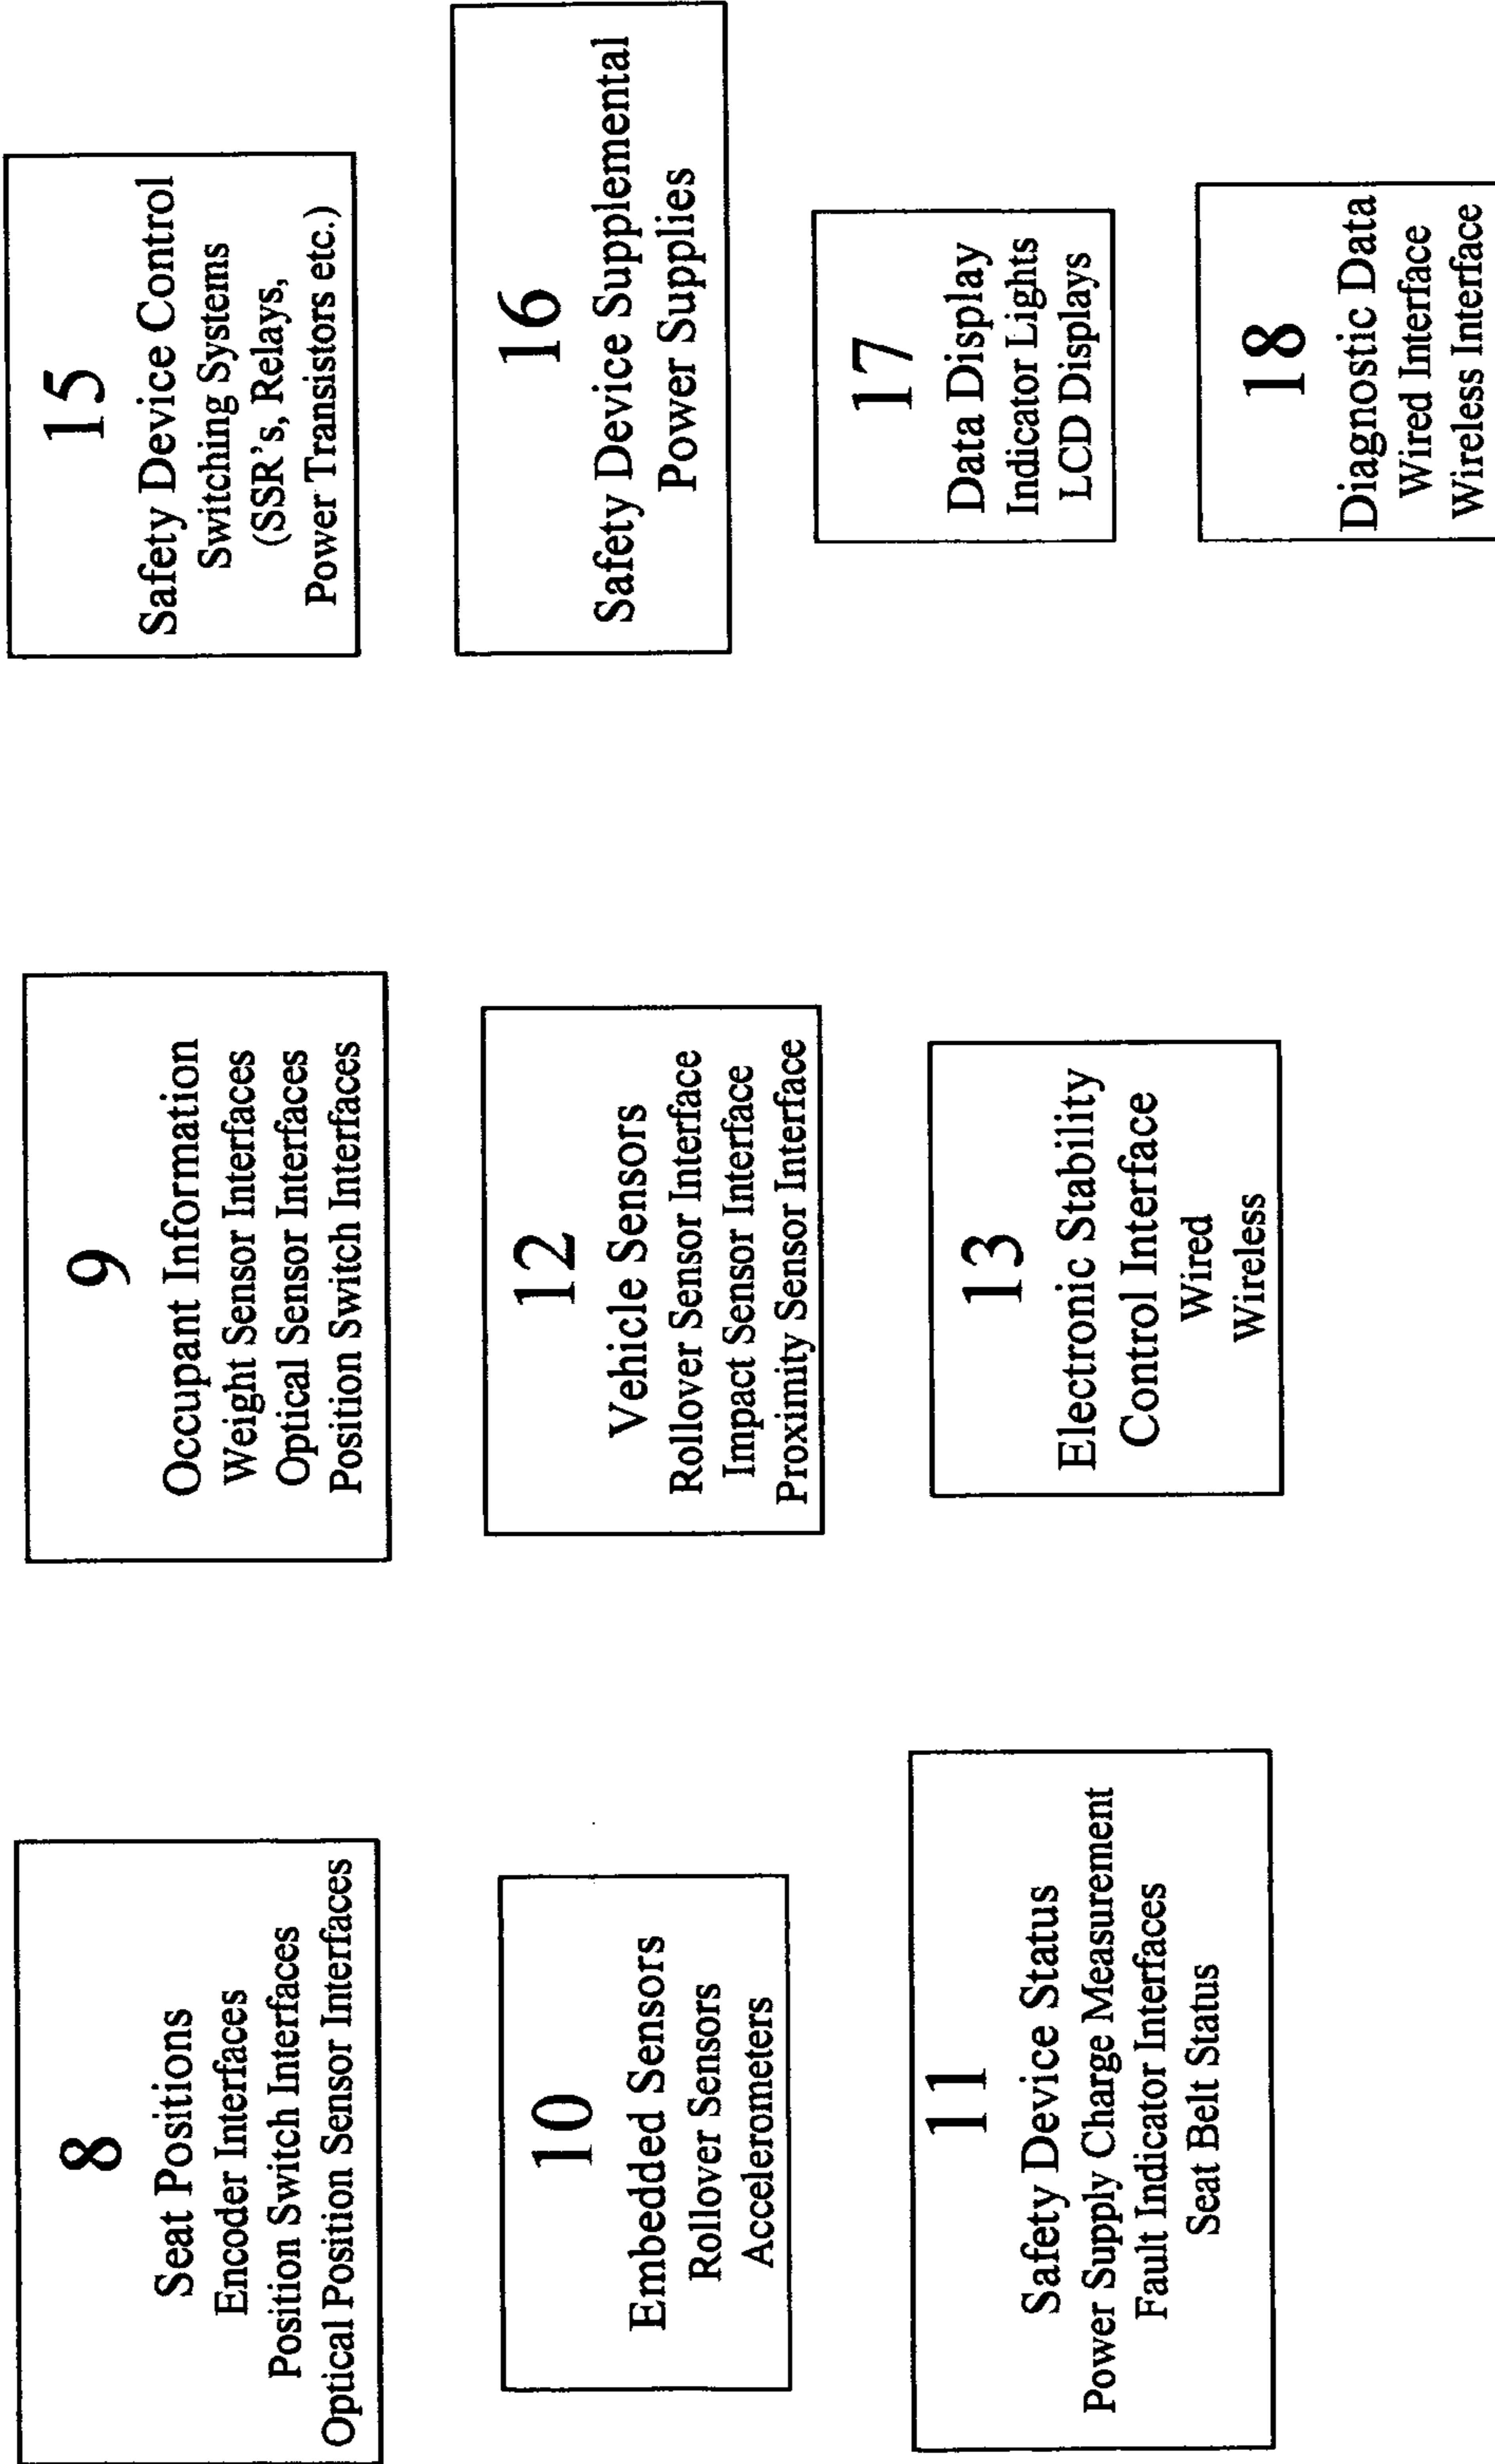 8
Seat Positions
Encoder Interfaces
Position Switch Interfaces
Optical Position Sensor Interfaces
10
Embedded Sensors
Rollover Sensors
Accelerometers
11
Safety Device Status
Power Supply Charge Measurement
Fault Indicator Interfaces
Seat Belt Status
9
Occupant Information
Weight Sensor Interfaces
Optical Sensor Interfaces
Position Switch Interfaces
12
Vehicle Sensors
Rollover Sensor Interface
Impact Sensor Interface
Proximity Sensor Interface
13
Electronic Stability
Control Interface
Wired
Wireless
15
Safety Device Control
Switching Systems
(SSR's, Relays,
Power Transistors etc.)
16
Safety Device Supplemental
Power Supplies
17
Data Display
Indicator Lights
LCD Displays
18
Diagnostic Data
Wired Interface
Wireless Interface